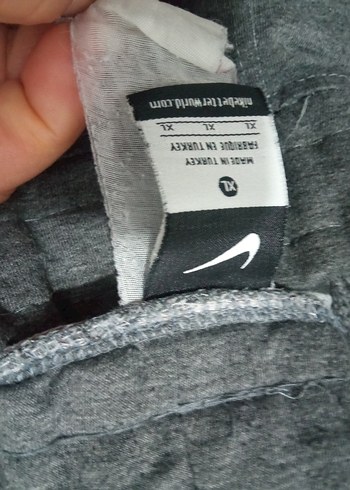 XL
MADE IN TURKEY
FABRIQUE EN TURKEY
XL XL XL
nikebetterworld.com